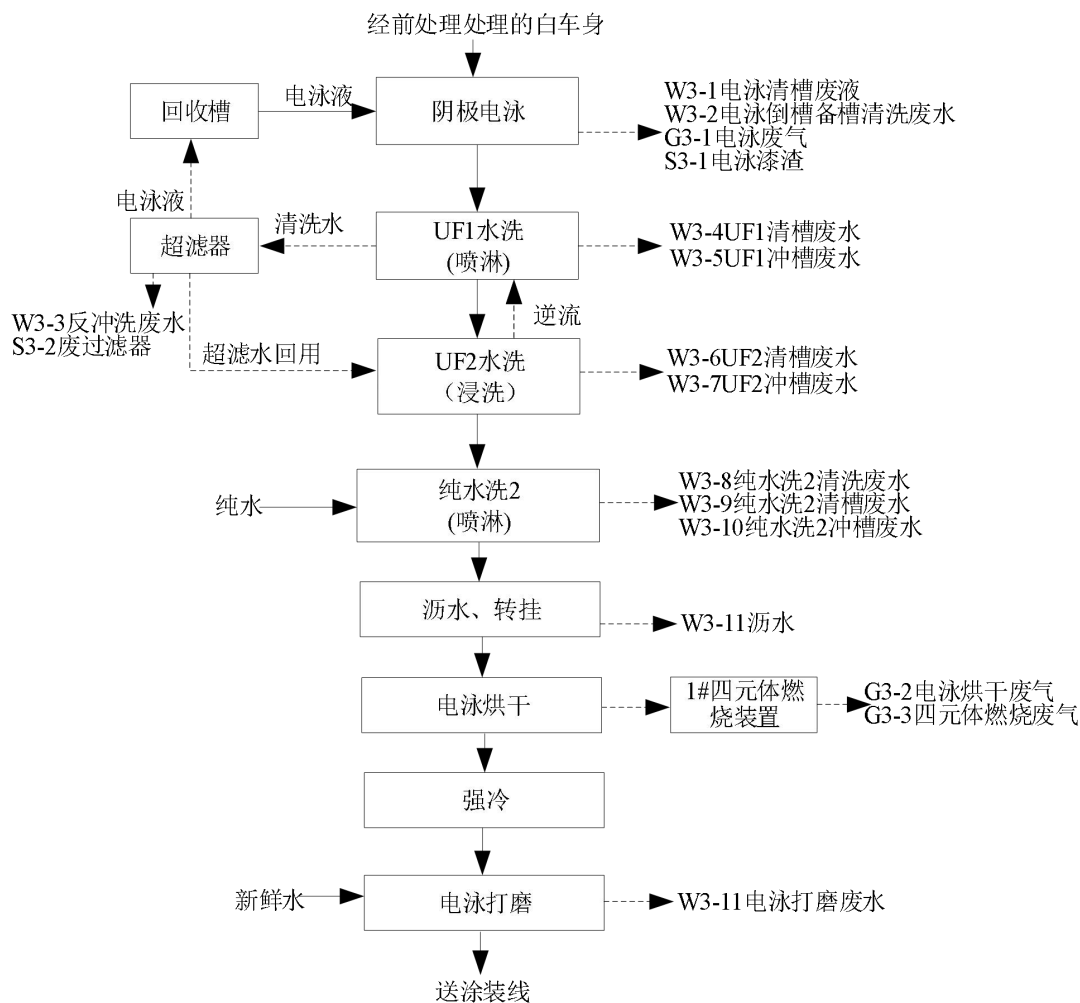 经前处理处理的白车身
回收槽
电泳液
阴极电泳
W3-1电泳清槽废液
W3-2电泳倒槽备槽清洗废水
G3-1电泳废气
S3-1电泳漆渣
电泳液
超滤器
清洗水
UF1水洗
(喷淋)
W3-4UF1清槽废水
W3-5UF1冲槽废水
W3-3反冲洗废水
S3-2废过滤器
逆流
超滤水回用
UF2水洗
（浸洗）
W3-6UF2清槽废水
W3-7UF2冲槽废水
纯水
纯水洗2
(喷淋)
W3-8纯水洗2清洗废水
W3-9纯水洗2清槽废水
W3-10纯水洗2冲槽废水
沥水、转挂
W3-11沥水
电泳烘干
1#四元体燃
烧装置
G3-2电泳烘干废气
G3-3四元体燃烧废气
强冷
新鲜水
电泳打磨
W3-11电泳打磨废水
送涂装线